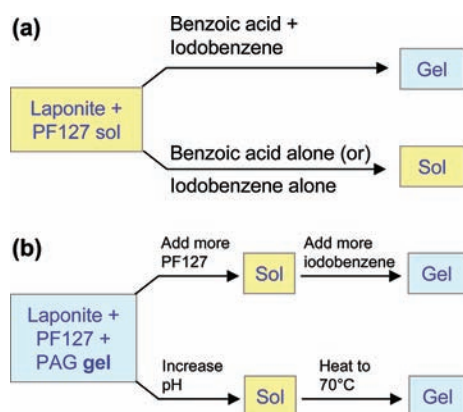 (a)
Benzoic acid +
Iodobenzene
Gel
Laponite +
PF127 sol
Benzoic acid alone (or)
Iodobenzene alone
Sol
(b)
Add more
PF127
Sol
Add more
iodobenzene
Gel
Laponite +
PF127 +
PAG gel
Increase
pH
Sol
Heat to
70°C
Gel